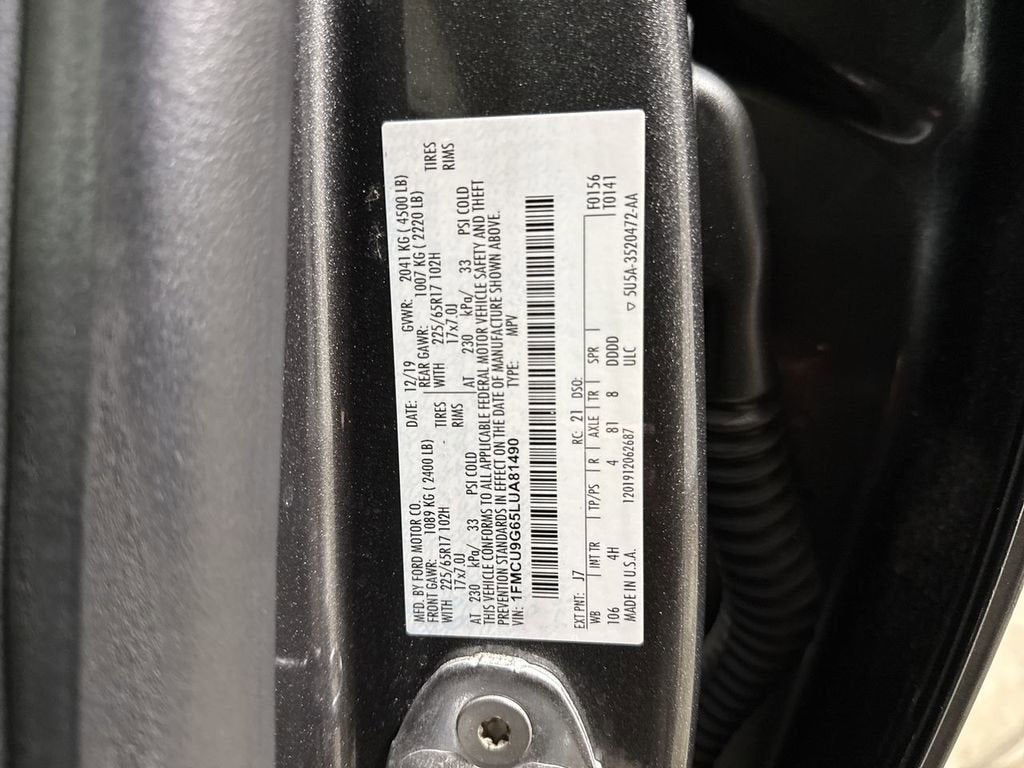 MFD. BY FORD MOTOR CO. DATE: 12/19 GVWR: 2041 KG ( 4500 LB)
FRONT GAWR: 1089 KG ( 2400 LB) REAR GAWR: 1007 KG ( 2220 LB)
WITH 225/65R17 102H TIRES WITH 225/65R17 102H TIRES
17x7.0J RIMS 17x7.0J RIMS
AT 230 kPa/ 33 PSI COLD AT 230 kPa/ 33 PSI COLD
THIS VEHICLE CONFORMS TO ALL APPLICABLE FEDERAL MOTOR VEHICLE SAFETY AND THEFT
PREVENTION STANDARDS IN EFFECT ON THE DATE OF MANUFACTURE SHOWN ABOVE.
VIN: 1FMCU9G65LUA81490 TYPE: MPV
EXT PNT: J7 RC: 21 DSO: F0156
WB INT TR TP/PS R AXLE TR SPR T0141
106 4H 4 81 8 DDDD
MADE IN U.S.A. 1201912062687 ULC ▽ 5U5A-3520472-AA